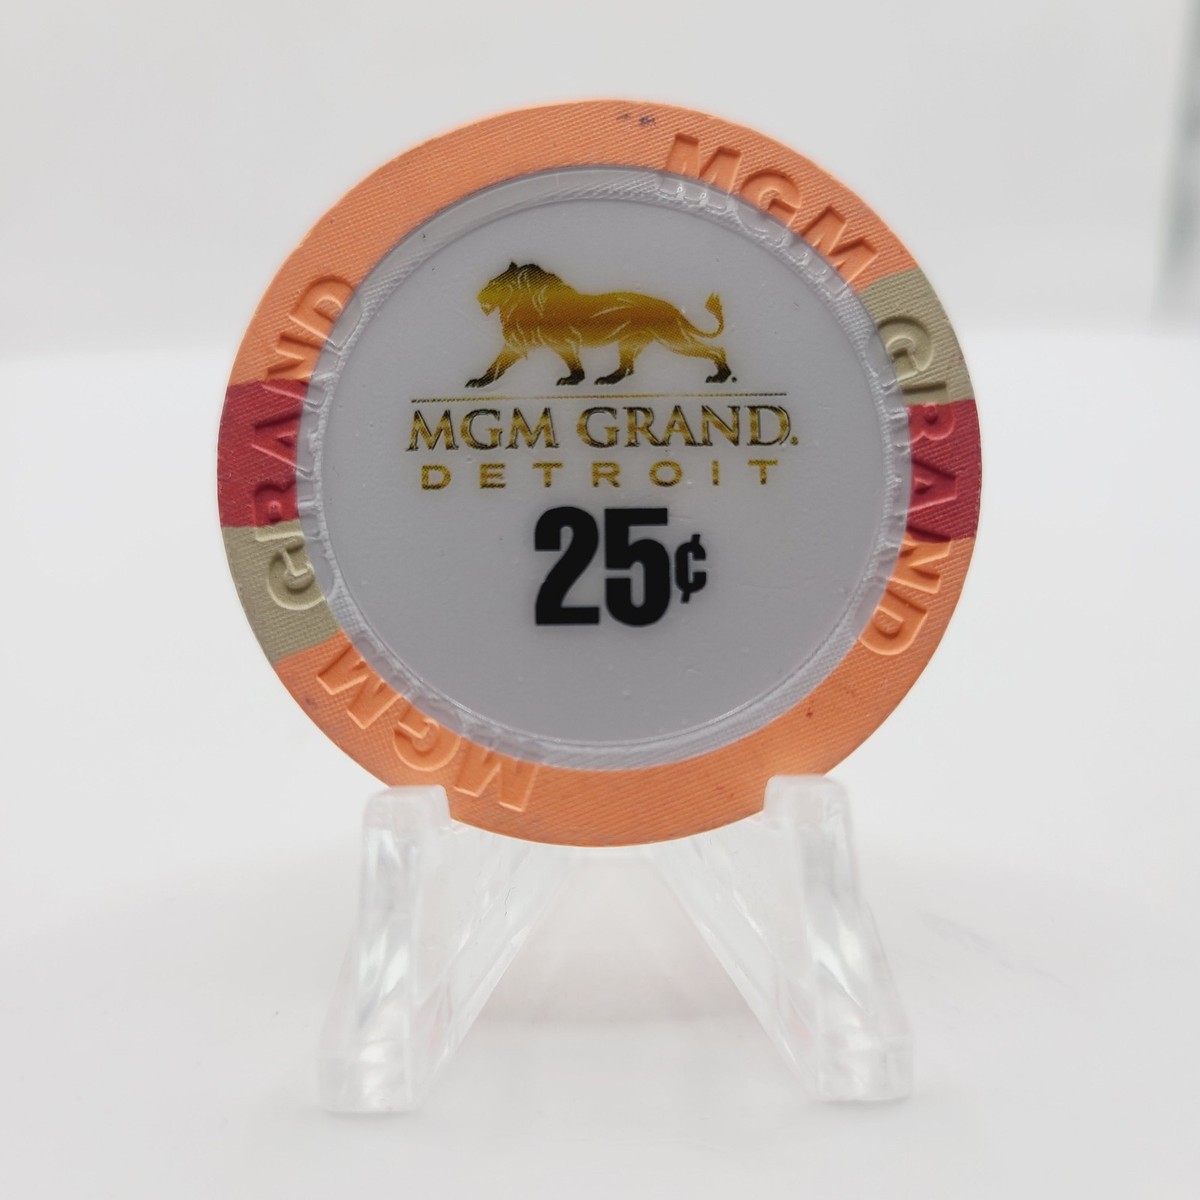 MGM GRAND
MGM GRAND.
DETROIT
25¢
MGM GRAND